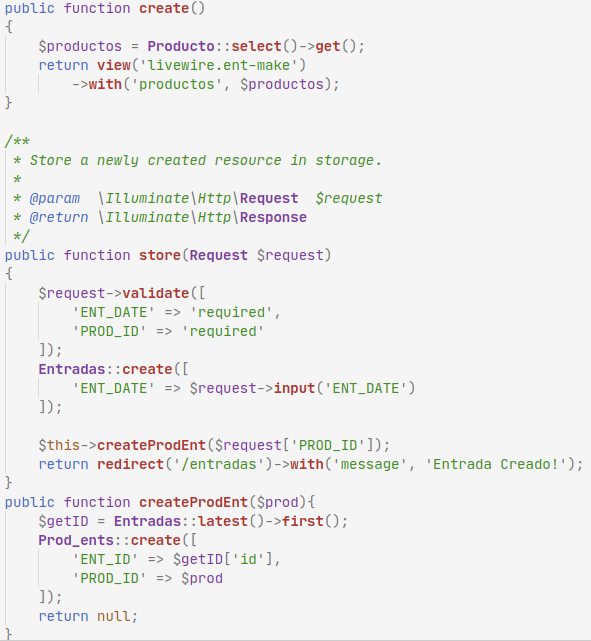 public function create()
{
    $productos = Producto::select()->get();
    return view('livewire.ent-make')
        ->with('productos', $productos);
}

/**
 * Store a newly created resource in storage.
 *
 * @param  \Illuminate\Http\Request  $request
 * @return \Illuminate\Http\Response
 */
public function store(Request $request)
{
    $request->validate([
        'ENT_DATE' => 'required',
        'PROD_ID' => 'required'
    ]);
    Entradas::create([
        'ENT_DATE' => $request->input('ENT_DATE')
    ]);

    $this->createProdEnt($request['PROD_ID']);
    return redirect('/entradas')->with('message', 'Entrada Creado!');
}
public function createProdEnt($prod){
    $getID = Entradas::latest()->first();
    Prod_ents::create([
        'ENT_ID' => $getID['id'],
        'PROD_ID' => $prod
    ]);
    return null;
}